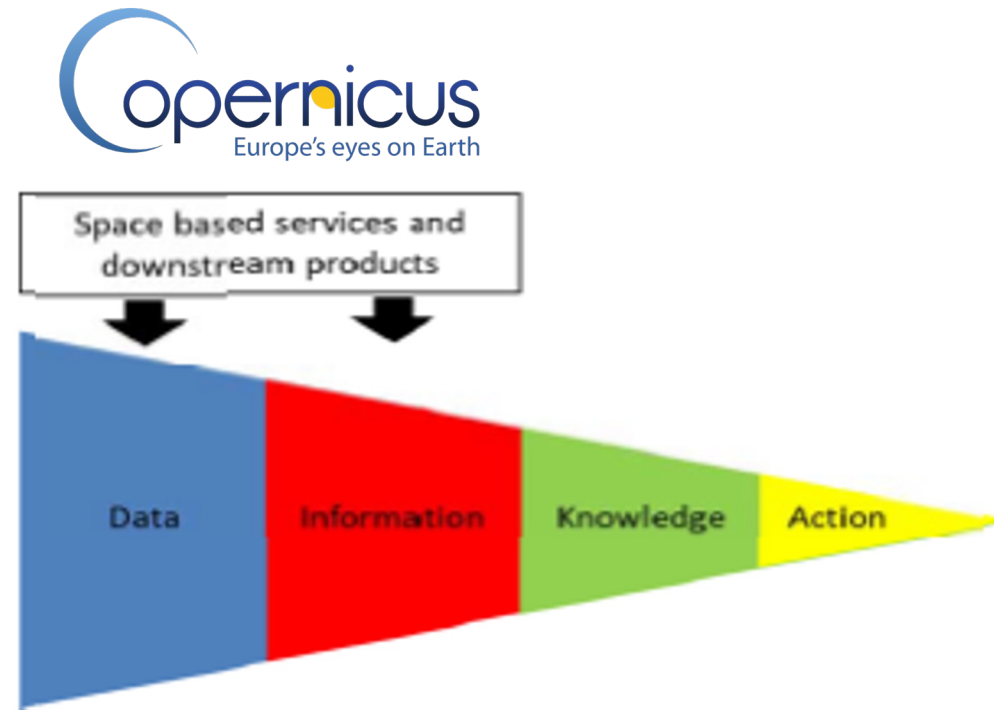 Copernicus
Europe's eyes on Earth
Space based services and
downstream products
Data Information Knowledge Action